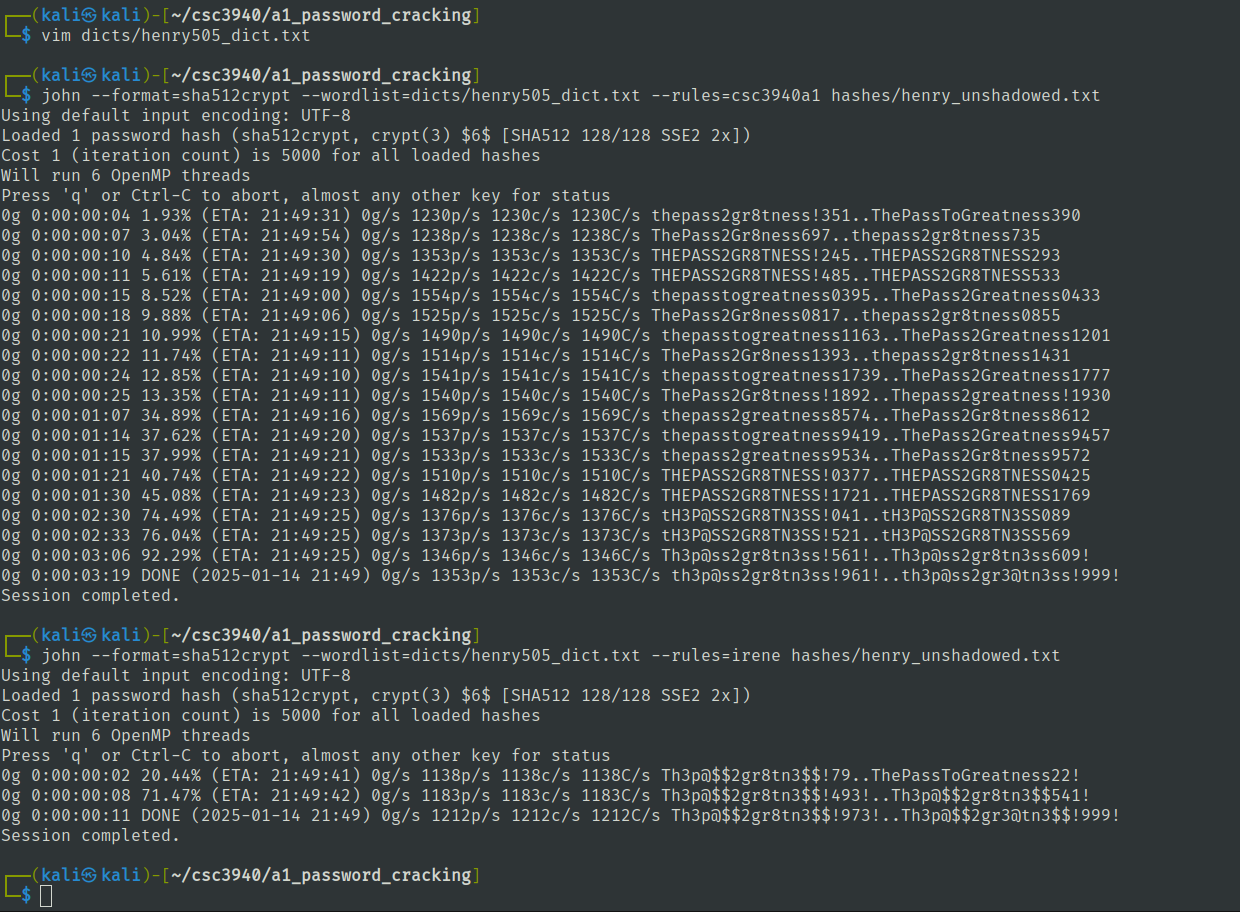 ┌──(kali㉿kali)-[~/csc3940/a1_password_cracking]
└─$ vim dicts/henry505_dict.txt
┌──(kali㉿kali)-[~/csc3940/a1_password_cracking]
└─$ john --format=sha512crypt --wordlist=dicts/henry505_dict.txt --rules=csc3940a1 hashes/henry_unshadowed.txt
Using default input encoding: UTF-8
Loaded 1 password hash (sha512crypt, crypt(3) $6$ [SHA512 128/128 SSE2 2x])
Cost 1 (iteration count) is 5000 for all loaded hashes
Will run 6 OpenMP threads
Press 'q' or Ctrl-C to abort, almost any other key for status
0g 0:00:00:04 1.93% (ETA: 21:49:31) 0g/s 1230p/s 1230c/s 1230C/s thepass2gr8tness!351..ThePassToGreatness390
0g 0:00:00:07 3.04% (ETA: 21:49:54) 0g/s 1238p/s 1238c/s 1238C/s ThePass2Gr8ness697..thepass2gr8tness735
0g 0:00:00:10 4.84% (ETA: 21:49:30) 0g/s 1353p/s 1353c/s 1353C/s THEPASS2GR8TNESS!245..THEPASS2GR8TNESS293
0g 0:00:00:11 5.61% (ETA: 21:49:19) 0g/s 1422p/s 1422c/s 1422C/s THEPASS2GR8TNESS!485..THEPASS2GR8TNESS533
0g 0:00:00:15 8.52% (ETA: 21:49:00) 0g/s 1554p/s 1554c/s 1554C/s thepasstogreatness0395..ThePass2Greatness0433
0g 0:00:00:18 9.88% (ETA: 21:49:06) 0g/s 1525p/s 1525c/s 1525C/s ThePass2Gr8ness0817..thepass2gr8tness0855
0g 0:00:00:21 10.99% (ETA: 21:49:15) 0g/s 1490p/s 1490c/s 1490C/s thepasstogreatness1163..ThePass2Greatness1201
0g 0:00:00:22 11.74% (ETA: 21:49:11) 0g/s 1514p/s 1514c/s 1514C/s ThePass2Gr8ness1393..thepass2gr8tness1431
0g 0:00:00:24 12.85% (ETA: 21:49:10) 0g/s 1541p/s 1541c/s 1541C/s thepasstogreatness1739..ThePass2Greatness1777
0g 0:00:00:25 13.35% (ETA: 21:49:11) 0g/s 1540p/s 1540c/s 1540C/s ThePass2Gr8tness!1892..thepass2greatness!1930
0g 0:00:01:07 34.89% (ETA: 21:49:16) 0g/s 1569p/s 1569c/s 1569C/s thepass2greatness8574..ThePass2Gr8tness8612
0g 0:00:01:14 37.62% (ETA: 21:49:20) 0g/s 1537p/s 1537c/s 1537C/s thepasstogreatness9419..ThePass2Greatness9457
0g 0:00:01:15 37.99% (ETA: 21:49:21) 0g/s 1533p/s 1533c/s 1533C/s thepass2greatness9534..ThePass2Gr8tness9572
0g 0:00:01:21 40.74% (ETA: 21:49:22) 0g/s 1510p/s 1510c/s 1510C/s THEPASS2GR8TNESS!0377..THEPASS2GR8TNESS0425
0g 0:00:01:30 45.08% (ETA: 21:49:23) 0g/s 1482p/s 1482c/s 1482C/s THEPASS2GR8TNESS!1721..THEPASS2GR8TNESS1769
0g 0:00:02:30 74.49% (ETA: 21:49:25) 0g/s 1376p/s 1376c/s 1376C/s tH3P@SS2GR8TN3SS!041..tH3P@SS2GR8TN3SS089
0g 0:00:02:33 76.04% (ETA: 21:49:25) 0g/s 1373p/s 1373c/s 1373C/s tH3P@SS2GR8TN3SS!521..tH3P@SS2GR8TN3SS569
0g 0:00:03:06 92.29% (ETA: 21:49:25) 0g/s 1346p/s 1346c/s 1346C/s Th3p@ss2gr8tn3ss!561!..Th3p@ss2gr8tn3ss609!
0g 0:00:03:19 DONE (2025-01-14 21:49) 0g/s 1353p/s 1353c/s 1353C/s th3p@ss2gr8tn3ss!961!..th3p@ss2gr3@tn3ss!999!
Session completed.
┌──(kali㉿kali)-[~/csc3940/a1_password_cracking]
└─$ john --format=sha512crypt --wordlist=dicts/henry505_dict.txt --rules=irene hashes/henry_unshadowed.txt
Using default input encoding: UTF-8
Loaded 1 password hash (sha512crypt, crypt(3) $6$ [SHA512 128/128 SSE2 2x])
Cost 1 (iteration count) is 5000 for all loaded hashes
Will run 6 OpenMP threads
Press 'q' or Ctrl-C to abort, almost any other key for status
0g 0:00:00:02 20.44% (ETA: 21:49:41) 0g/s 1138p/s 1138c/s 1138C/s Th3p@$$2gr8tn3$$!79..ThePassToGreatness22!
0g 0:00:00:08 71.47% (ETA: 21:49:42) 0g/s 1183p/s 1183c/s 1183C/s Th3p@$$2gr8tn3$$!493!..Th3p@$$2gr8tn3$$541!
0g 0:00:00:11 DONE (2025-01-14 21:49) 0g/s 1212p/s 1212c/s 1212C/s Th3p@$$2gr8tn3$$!973!..Th3p@$$2gr3@tn3$$!999!
Session completed.
┌──(kali㉿kali)-[~/csc3940/a1_password_cracking]
└─$